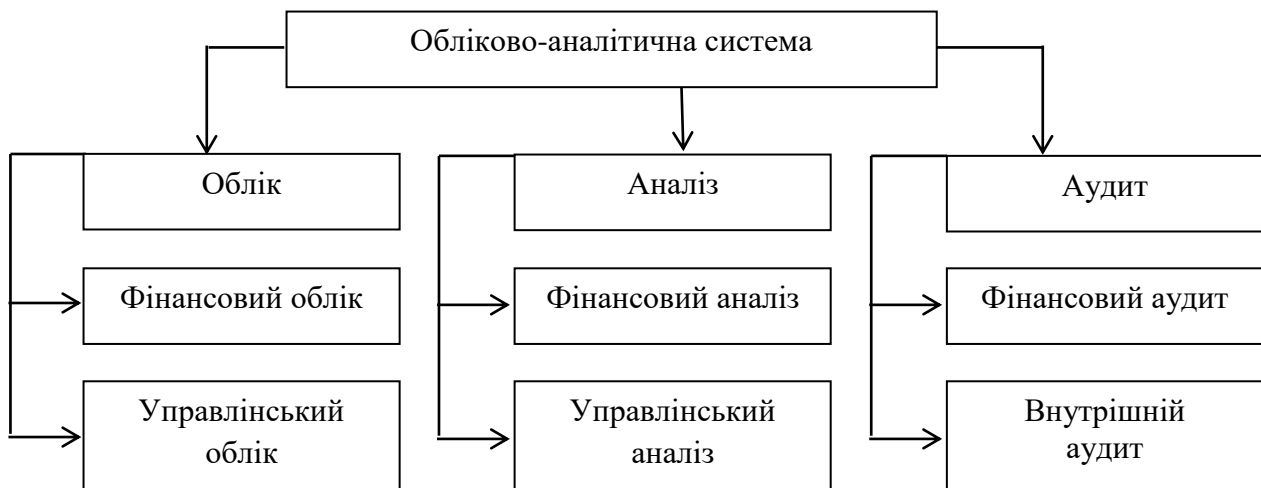 Обліково-аналітична система
Облік
Аналіз
Аудит
Фінансовий облік
Фінансовий аналіз
Фінансовий аудит
Управлінський
облік
Управлінський
аналіз
Внутрішній
аудит